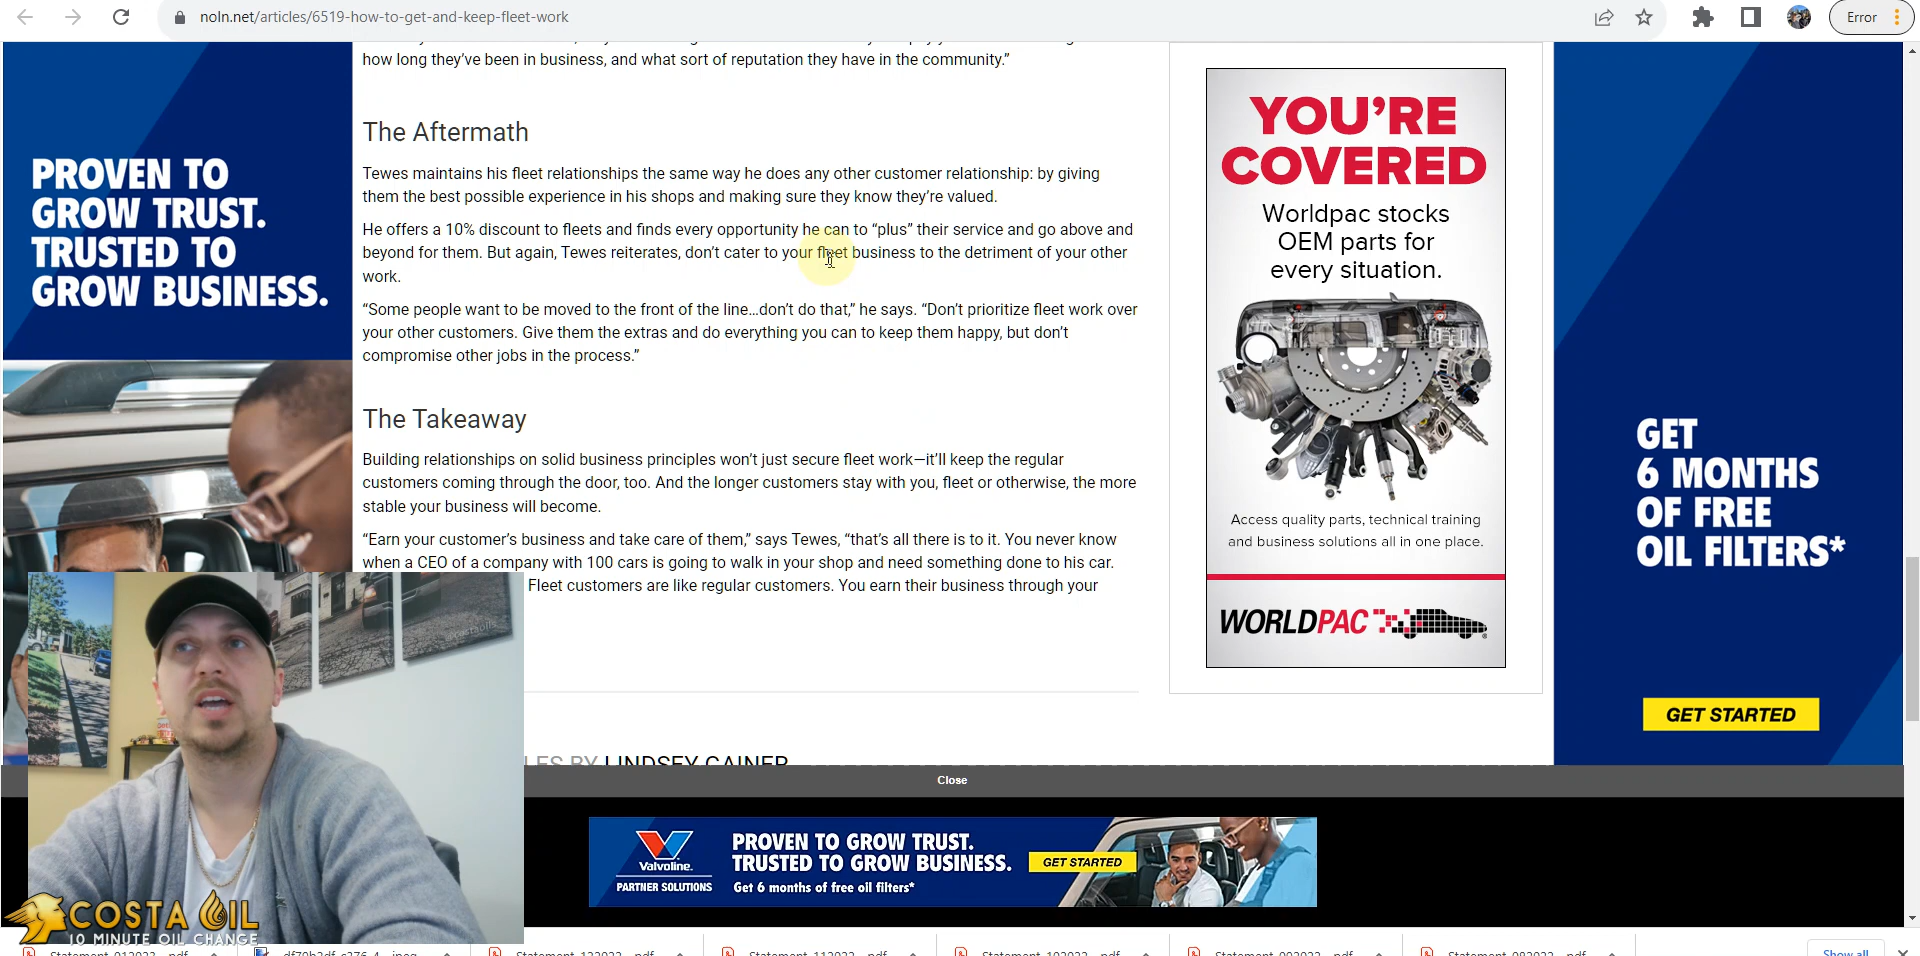 noln.net/articles/6519-how-to-get-and-keep-fleet-work
Error
how long they've been in business, and what sort of reputation they have in the community.”
The Aftermath
Tewes maintains his fleet relationships the same way he does any other customer relationship: by giving
them the best possible experience in his shops and making sure they know they're valued.
He offers a 10% discount to fleets and finds every opportunity he can to “plus” their service and go above and
beyond for them. But again, Tewes reiterates, don't cater to your fleet business to the detriment of your other
work.
“Some people want to be moved to the front of the line…don't do that,” he says. “Don't prioritize fleet work over
your other customers. Give them the extras and do everything you can to keep them happy, but don't
compromise other jobs in the process.”
The Takeaway
Building relationships on solid business principles won't just secure fleet work—it'll keep the regular
customers coming through the door, too. And the longer customers stay with you, fleet or otherwise, the more
stable your business will become.
“Earn your customer's business and take care of them,” says Tewes, “that's all there is to it. You never know
when a CEO of a company with 100 cars is going to walk in your shop and need something done to his car.
Fleet customers are like regular customers. You earn their business through your
LES BY LINDSEY GAINER
PROVEN TO
GROW TRUST.
TRUSTED TO
GROW BUSINESS.
YOU'RE
COVERED
Worldpac stocks
OEM parts for
every situation.
Access quality parts, technical training
and business solutions all in one place.
WORLDPAC
GET
6 MONTHS
OF FREE
OIL FILTERS*
GET STARTED
Close
Valvoline
PARTNER SOLUTIONS
PROVEN TO GROW TRUST.
TRUSTED TO GROW BUSINESS.
Get 6 months of free oil filters*
GET STARTED
COSTA OIL
10 MINUTE OIL CHANGE
Show all